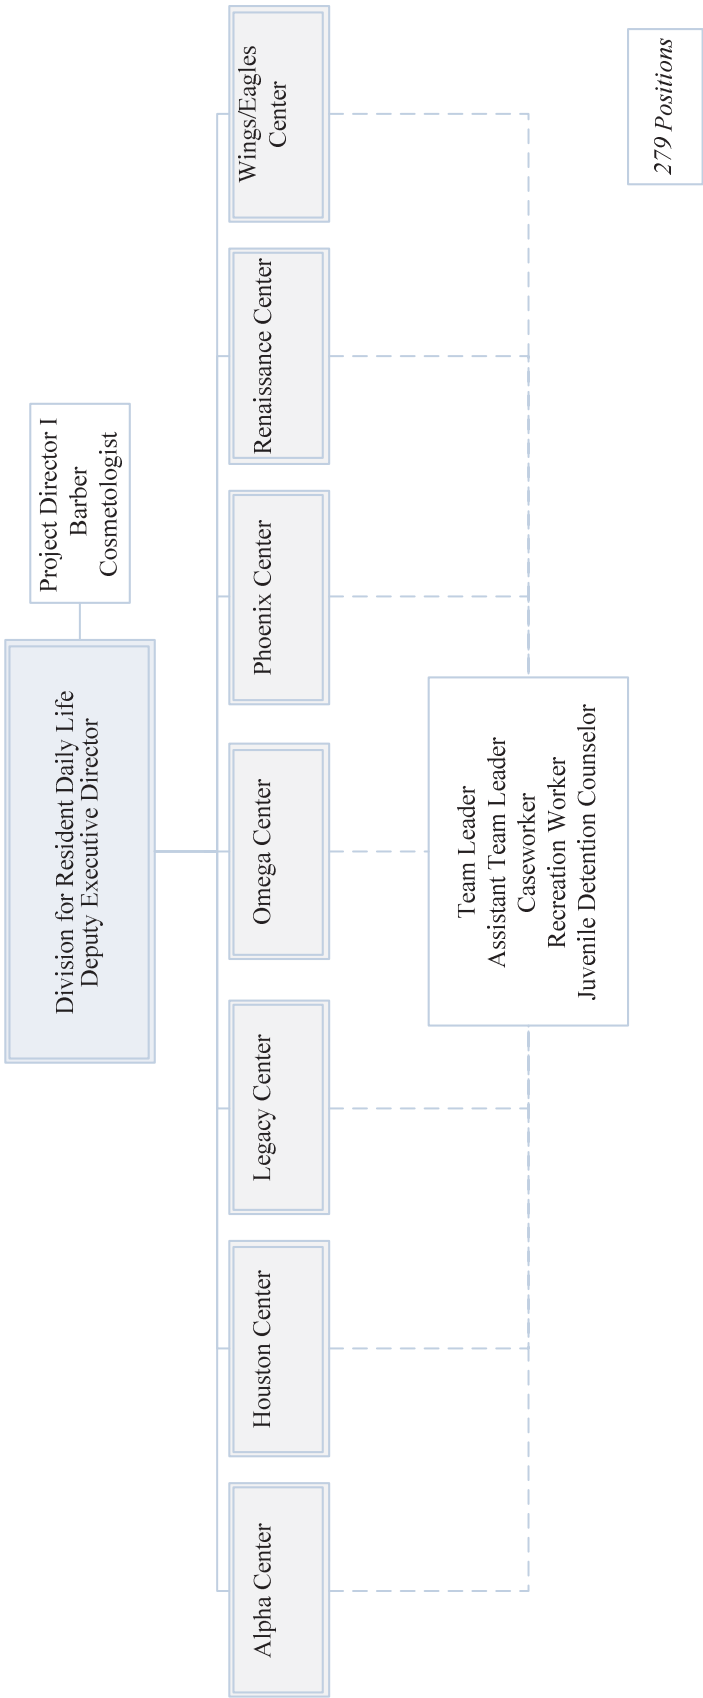 Division for Resident Daily Life
Deputy Executive Director
Project Director I
Barber
Cosmetologist
Alpha Center
Houston Center
Legacy Center
Omega Center
Phoenix Center
Renaissance Center
Wings/Eagles
Center
Team Leader
Assistant Team Leader
Caseworker
Recreation Worker
Juvenile Detention Counselor
279 Positions